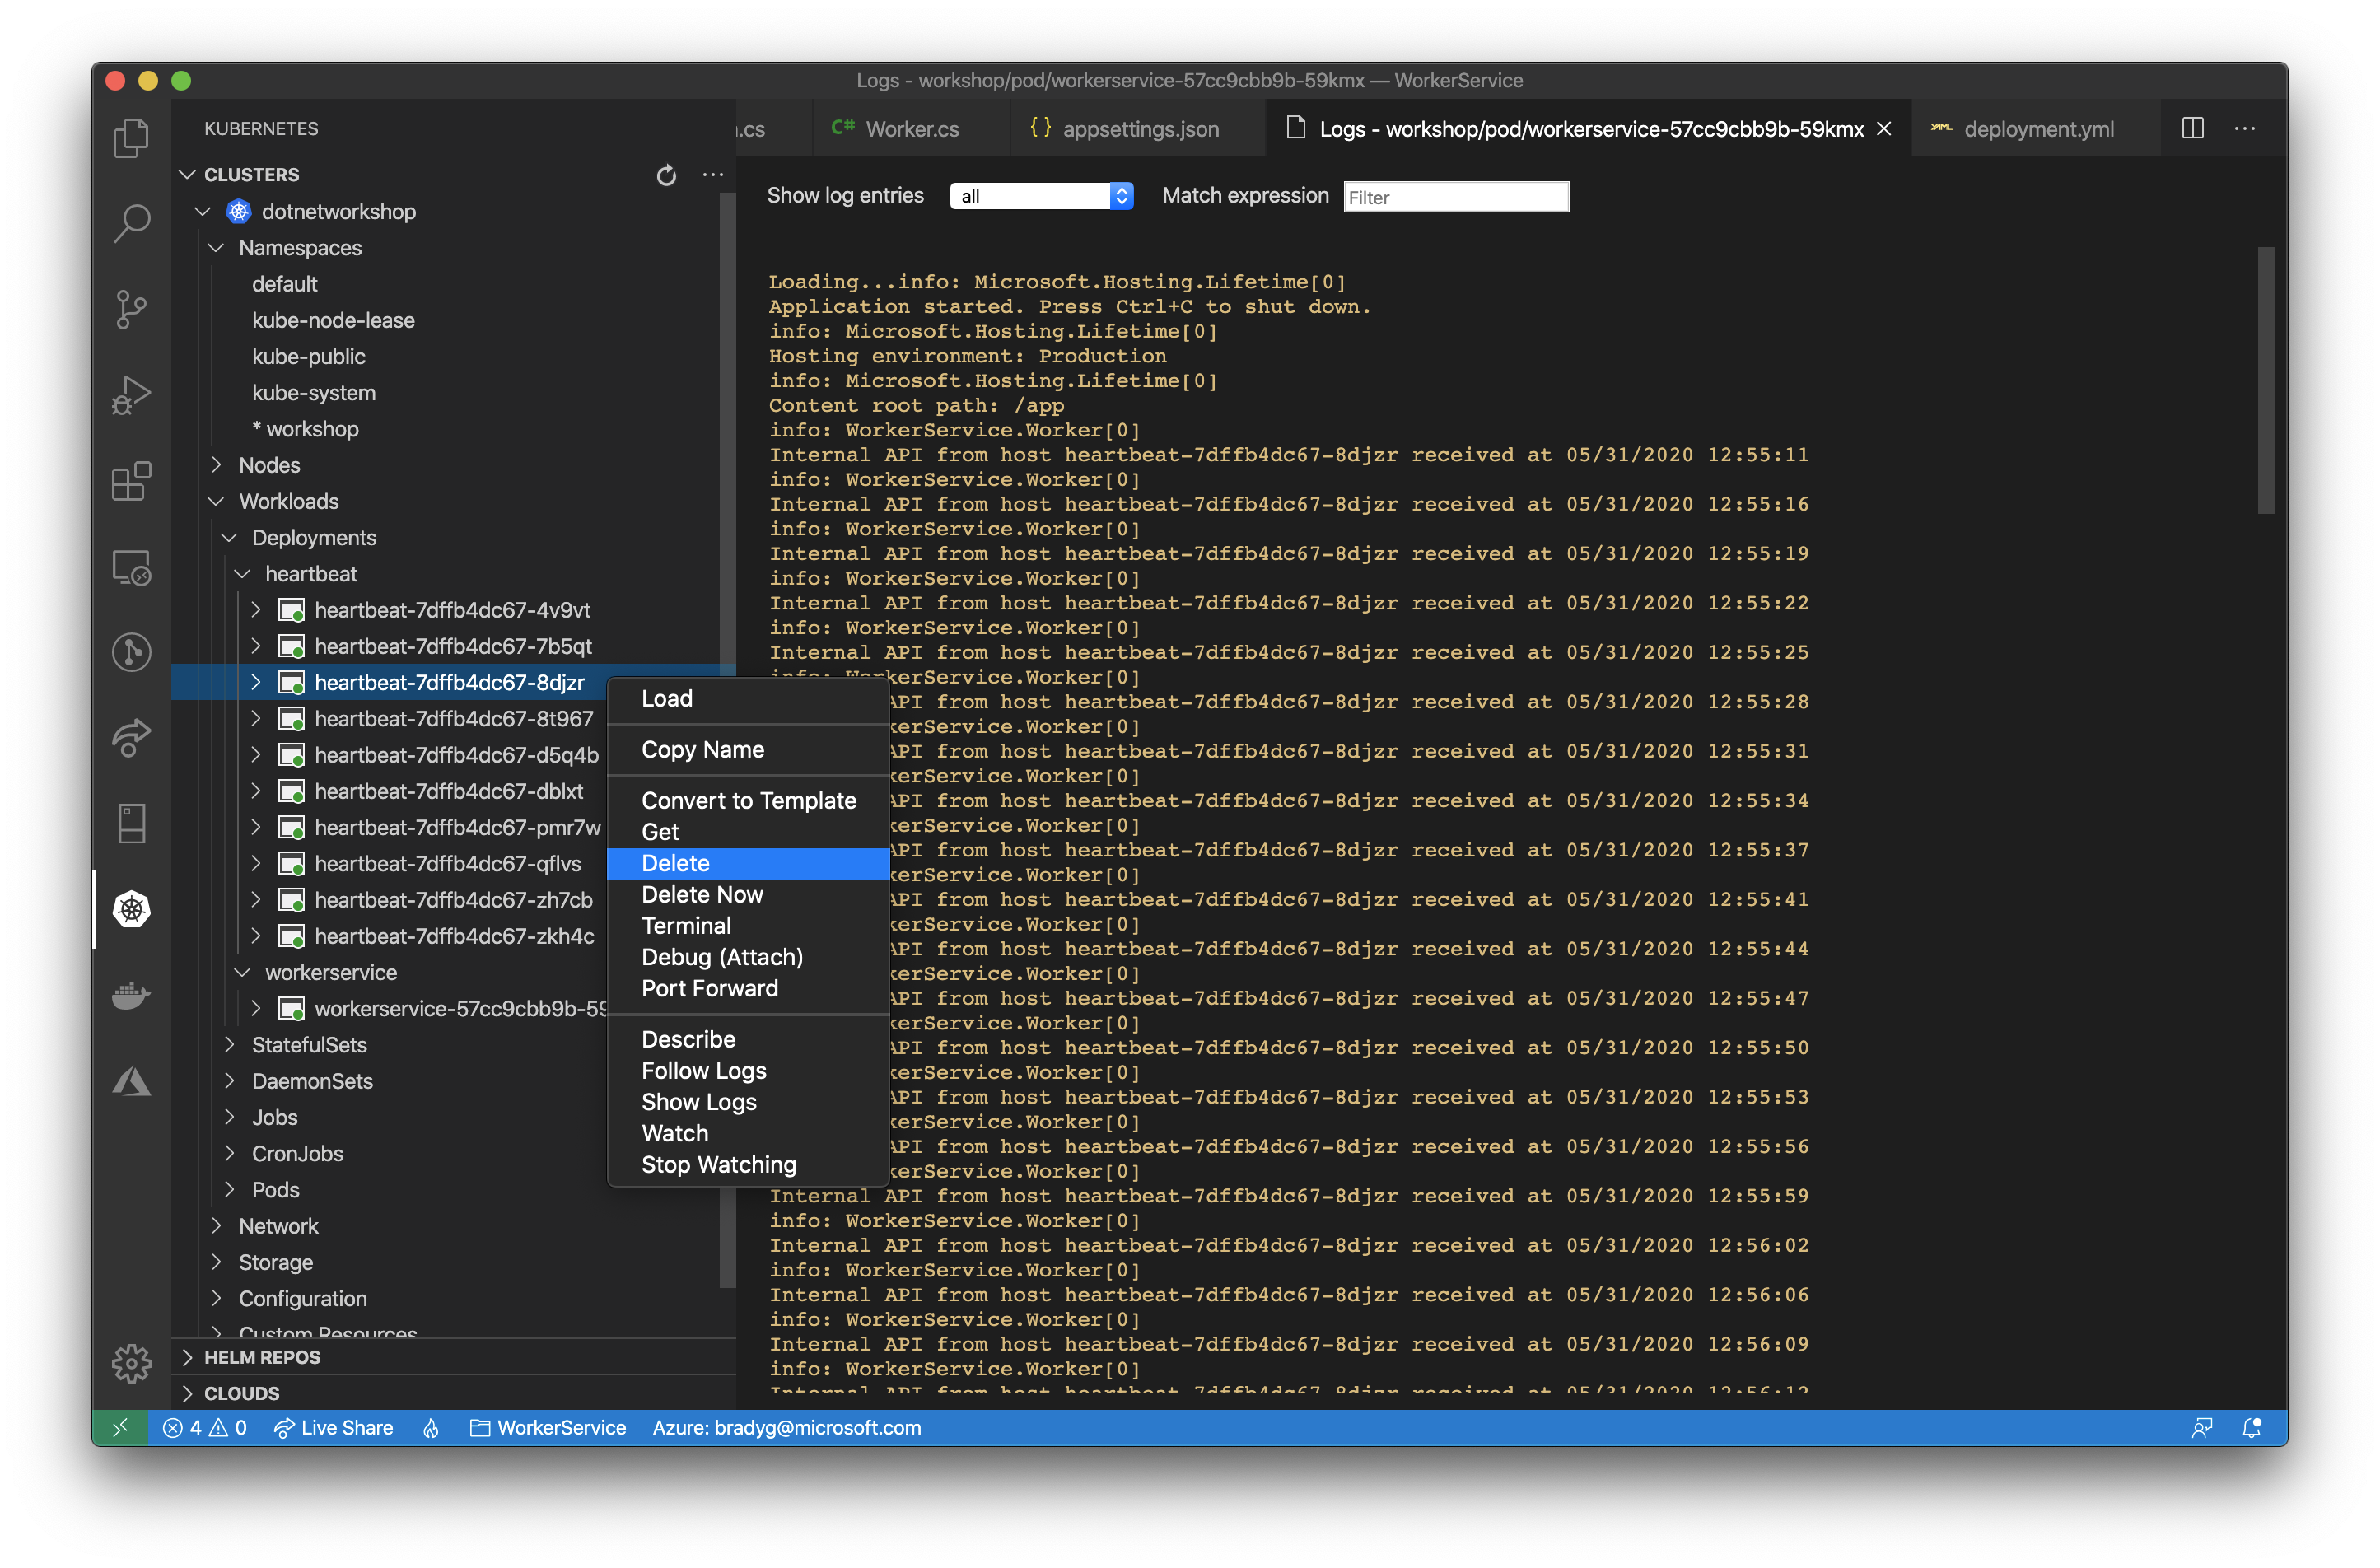 Logs - workshop/pod/workerservice-57cc9cbb9b-59kmx — WorkerService
KUBERNETES
CLUSTERS
dotnetworkshop
Namespaces
default
kube-node-lease
kube-public
kube-system
* workshop
Nodes
Workloads
Deployments
heartbeat
heartbeat-7dffb4dc67-4v9vt
heartbeat-7dffb4dc67-7b5qt
heartbeat-7dffb4dc67-8djzr
heartbeat-7dffb4dc67-8t967
heartbeat-7dffb4dc67-d5q4b
heartbeat-7dffb4dc67-dblxt
heartbeat-7dffb4dc67-pmr7w
heartbeat-7dffb4dc67-qflvs
heartbeat-7dffb4dc67-zh7cb
heartbeat-7dffb4dc67-zkh4c
workerservice
workerservice-57cc9cbb9b-59
StatefulSets
DaemonSets
Jobs
CronJobs
Pods
Network
Storage
Configuration
Custom Resources
HELM REPOS
CLOUDS
Load
Copy Name
Convert to Template
Get
Delete
Delete Now
Terminal
Debug (Attach)
Port Forward
Describe
Follow Logs
Show Logs
Watch
Stop Watching
.cs
C# Worker.cs
{} appsettings.json
Logs - workshop/pod/workerservice-57cc9cbb9b-59kmx
YAML deployment.yml
Show log entries all Match expression Filter
Loading...info: Microsoft.Hosting.Lifetime[0]
Application started. Press Ctrl+C to shut down.
info: Microsoft.Hosting.Lifetime[0]
Hosting environment: Production
info: Microsoft.Hosting.Lifetime[0]
Content root path: /app
info: WorkerService.Worker[0]
Internal API from host heartbeat-7dffb4dc67-8djzr received at 05/31/2020 12:55:11
info: WorkerService.Worker[0]
Internal API from host heartbeat-7dffb4dc67-8djzr received at 05/31/2020 12:55:16
info: WorkerService.Worker[0]
Internal API from host heartbeat-7dffb4dc67-8djzr received at 05/31/2020 12:55:19
info: WorkerService.Worker[0]
Internal API from host heartbeat-7dffb4dc67-8djzr received at 05/31/2020 12:55:22
info: WorkerService.Worker[0]
Internal API from host heartbeat-7dffb4dc67-8djzr received at 05/31/2020 12:55:25
info: WorkerService.Worker[0]
API from host heartbeat-7dffb4dc67-8djzr received at 05/31/2020 12:55:28
kerService.Worker[0]
API from host heartbeat-7dffb4dc67-8djzr received at 05/31/2020 12:55:31
kerService.Worker[0]
API from host heartbeat-7dffb4dc67-8djzr received at 05/31/2020 12:55:34
kerService.Worker[0]
API from host heartbeat-7dffb4dc67-8djzr received at 05/31/2020 12:55:37
kerService.Worker[0]
API from host heartbeat-7dffb4dc67-8djzr received at 05/31/2020 12:55:41
kerService.Worker[0]
API from host heartbeat-7dffb4dc67-8djzr received at 05/31/2020 12:55:44
kerService.Worker[0]
API from host heartbeat-7dffb4dc67-8djzr received at 05/31/2020 12:55:47
kerService.Worker[0]
API from host heartbeat-7dffb4dc67-8djzr received at 05/31/2020 12:55:50
kerService.Worker[0]
API from host heartbeat-7dffb4dc67-8djzr received at 05/31/2020 12:55:53
kerService.Worker[0]
API from host heartbeat-7dffb4dc67-8djzr received at 05/31/2020 12:55:56
kerService.Worker[0]
Internal API from host heartbeat-7dffb4dc67-8djzr received at 05/31/2020 12:55:59
info: WorkerService.Worker[0]
Internal API from host heartbeat-7dffb4dc67-8djzr received at 05/31/2020 12:56:02
info: WorkerService.Worker[0]
Internal API from host heartbeat-7dffb4dc67-8djzr received at 05/31/2020 12:56:06
info: WorkerService.Worker[0]
Internal API from host heartbeat-7dffb4dc67-8djzr received at 05/31/2020 12:56:09
info: WorkerService.Worker[0]
Internal API from host heartbeat-7dffb4dc67-8djzr received at 05/31/2020 12:56:12
4 0 Live Share WorkerService Azure: bradyg@microsoft.com